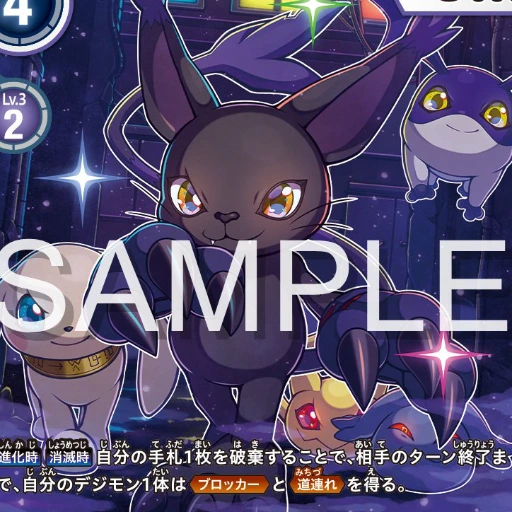 4
Lv.3
2
SAMPLE
進化時 消滅時 自分の手札1枚を破棄することで、相手のターン終了ま
で、自分のデジモン1体は ブロッカー と 道連れ を得る。